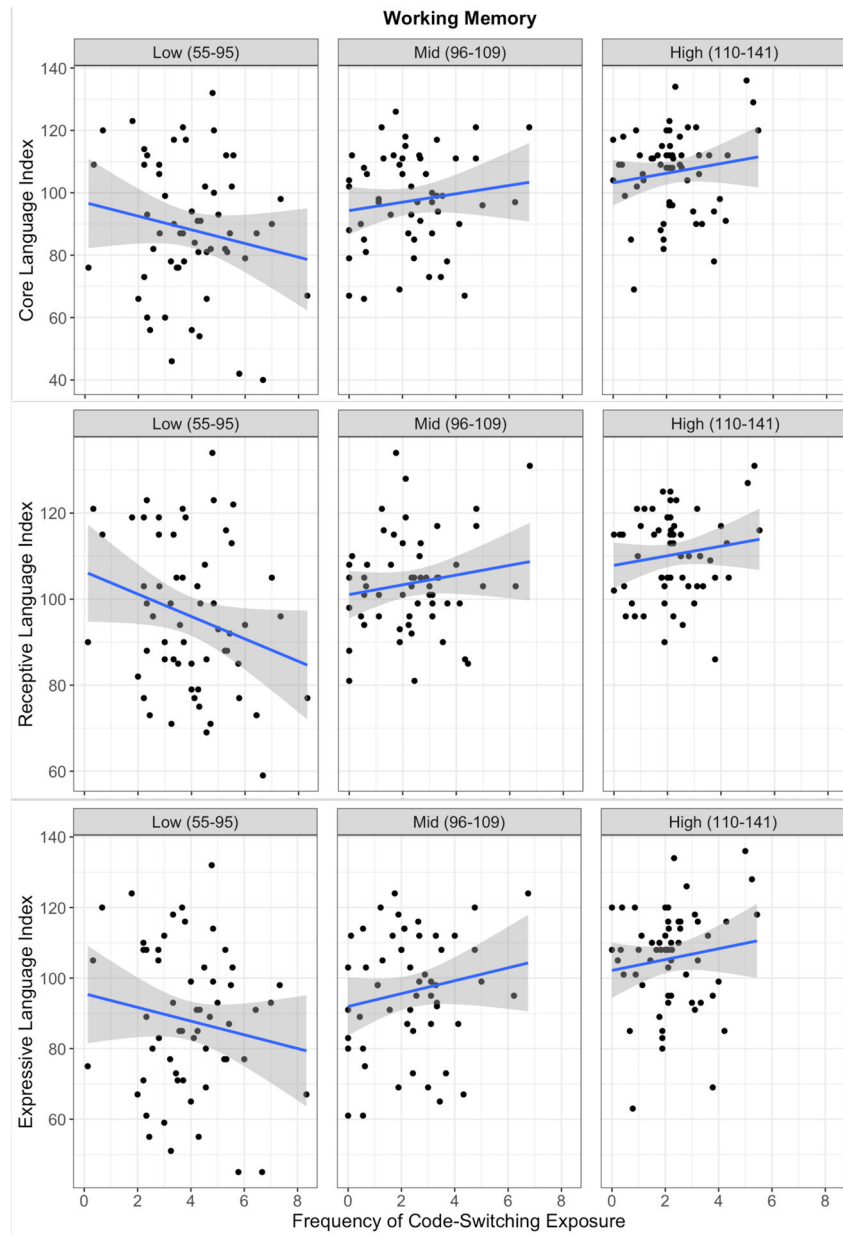 Working Memory
Low (55-95) Mid (96-109) High (110-141)
140
120
100
80
60
40
Core Language Index
Low (55-95) Mid (96-109) High (110-141)
120
100
80
60
Receptive Language Index
Low (55-95) Mid (96-109) High (110-141)
140
120
100
80
60
Expressive Language Index
0 2 4 6 8 0 2 4 6 8 0 2 4 6 8
Frequency of Code-Switching Exposure